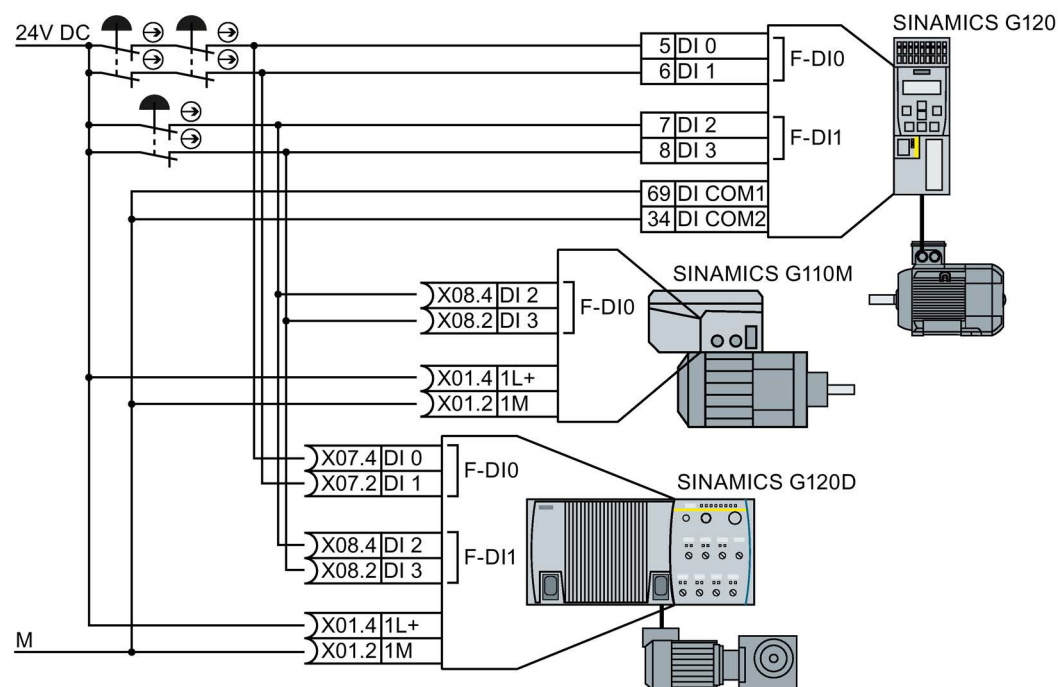 SINAMICS G120
24V DC
5 DI 0
6 DI 1
F-DI0
7 DI 2
8 DI 3
F-DI1
69 DI COM1
34 DI COM2
SINAMICS G110M
X08.4 DI 2
X08.2 DI 3
F-DI0
X01.4 1L+
X01.2 1M
X07.4 DI 0
X07.2 DI 1
F-DI0
SINAMICS G120D
X08.4 DI 2
X08.2 DI 3
F-DI1
X01.4 1L+
X01.2 1M
M